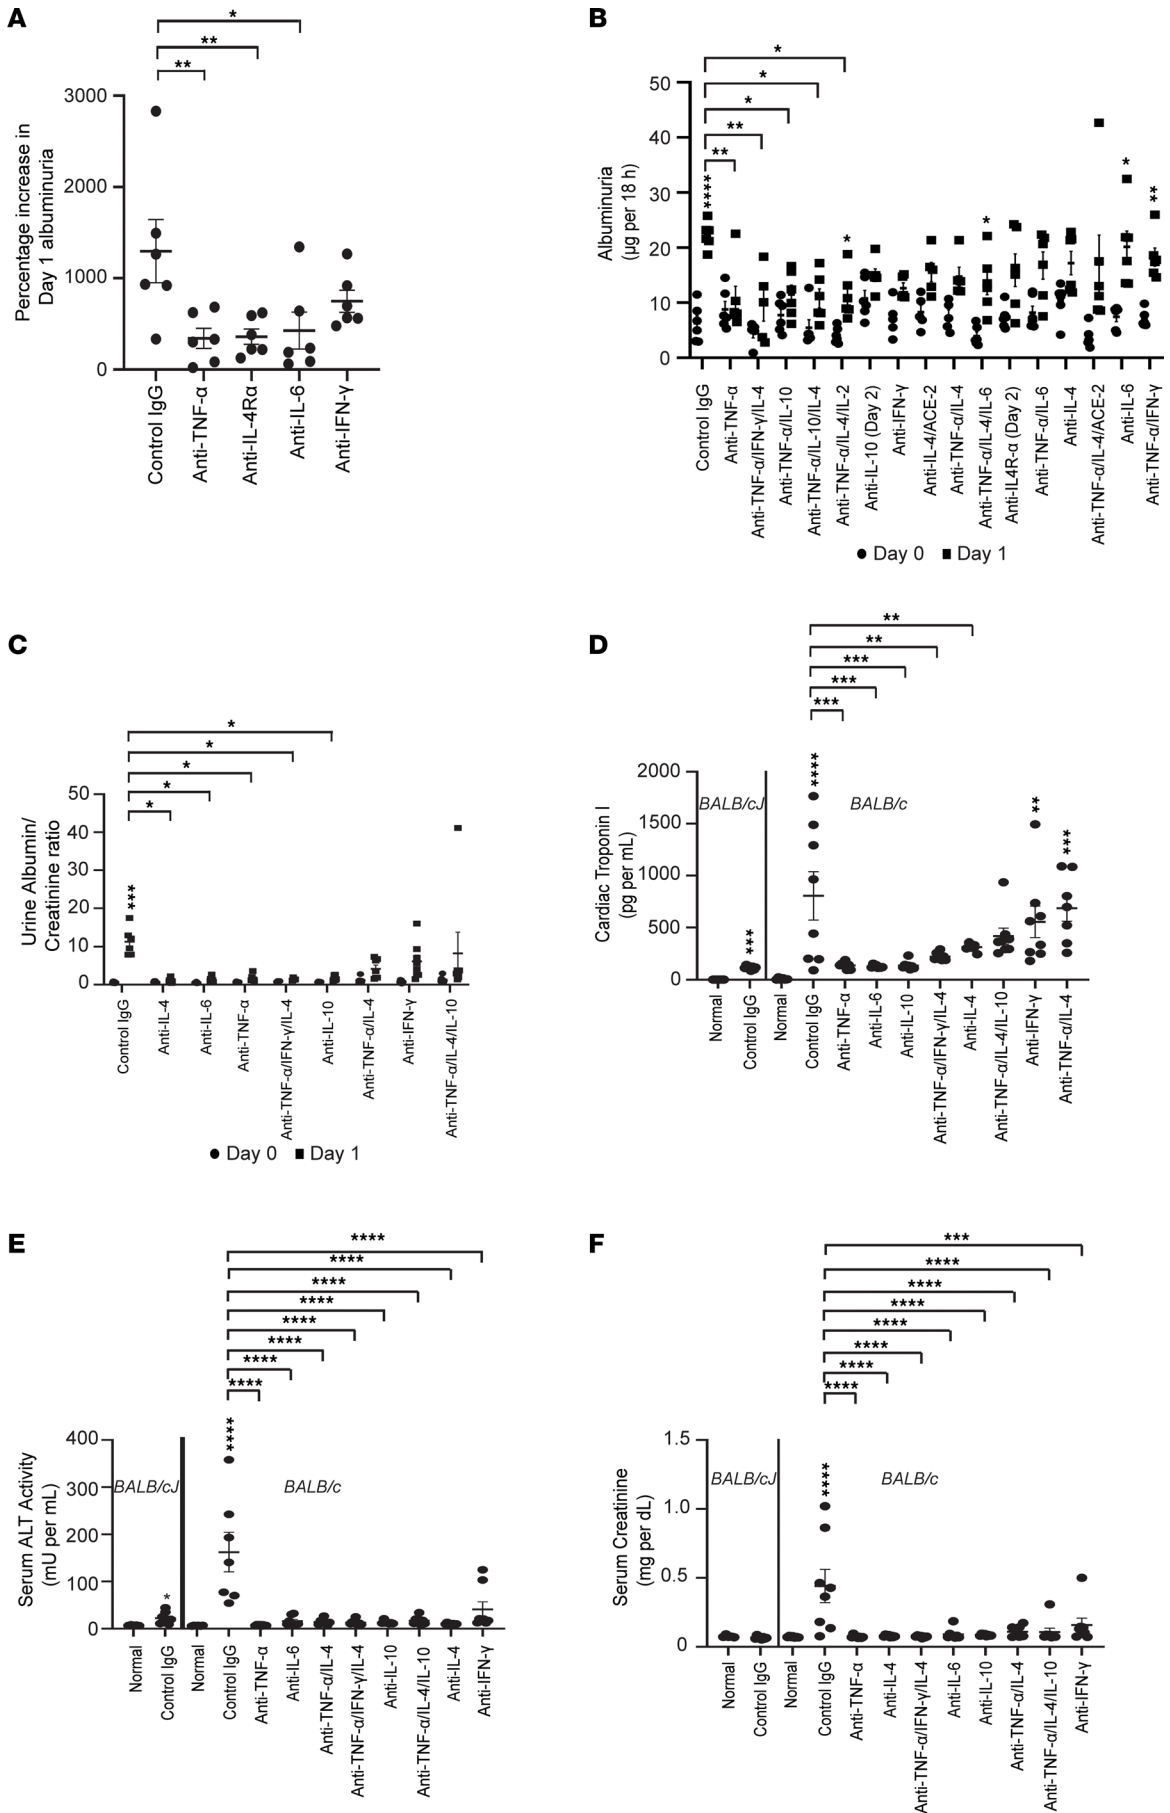 A
*
**
**
3000
2000
1000
0
Percentage increase in
Day 1 albuminuria
Control IgG
Anti-TNF-α
Anti-IL-4Rα
Anti-IL-6
Anti-IFN-γ
B
*
*
*
**
**
****
*
*
*
**
50
40
30
20
10
0
Albuminuria
(µg per 18 h)
Control IgG
Anti-TNF-α
Anti-TNF-α/IFN-γ/IL-4
Anti-TNF-α/IL-10
Anti-TNF-α/IL-10/IL-4
Anti-TNF-α/IL-4/IL-2
Anti-IL-10 (Day 2)
Anti-IFN-γ
Anti-IL-4/ACE-2
Anti-TNF-α/IL-4
Anti-TNF-α/IL-4/IL-6
Anti-IL4R-α (Day 2)
Anti-TNF-α/IL-6
Anti-IL-4
Anti-TNF-α/IL-4/ACE-2
Anti-IL-6
Anti-TNF-α/IFN-γ
Day 0 Day 1
C
*
*
*
*
*
***
50
40
30
20
10
0
Urine Albumin/
Creatinine ratio
Control IgG
Anti-IL-4
Anti-IL-6
Anti-TNF-α
Anti-TNF-α/IFN-γ/IL-4
Anti-IL-10
Anti-TNF-α/IL-4
Anti-IFN-γ
Anti-TNF-α/IL-4/IL-10
Day 0 Day 1
D
**
**
***
***
***
****
***
**
***
2000
1500
1000
500
0
Cardiac Troponin I
(pg per mL)
BALB/cJ
BALB/c
Normal
Control IgG
Normal
Control IgG
Anti-TNF-α
Anti-IL-6
Anti-IL-10
Anti-TNF-α/IFN-γ/IL-4
Anti-IL-4
Anti-TNF-α/IL-4/IL-10
Anti-IFN-γ
Anti-TNF-α/IL-4
E
****
****
****
****
****
****
****
****
****
*
400
300
200
100
0
Serum ALT Activity
(mU per mL)
BALB/cJ
BALB/c
Normal
Control IgG
Normal
Control IgG
Anti-TNF-α
Anti-IL-6
Anti-TNF-α/IL-4
Anti-TNF-α/IFN-γ/IL-4
Anti-IL-10
Anti-TNF-α/IL-4/IL-10
Anti-IL-4
Anti-IFN-γ
F
***
****
****
****
****
****
****
****
****
1.5
1.0
0.5
0
Serum Creatinine
(mg per dL)
BALB/cJ
BALB/c
Normal
Control IgG
Normal
Control IgG
Anti-TNF-α
Anti-IL-4
Anti-TNF-α/IFN-γ/IL-4
Anti-IL-6
Anti-IL-10
Anti-TNF-α/IL-4
Anti-TNF-α/IL-4/IL-10
Anti-IFN-γ